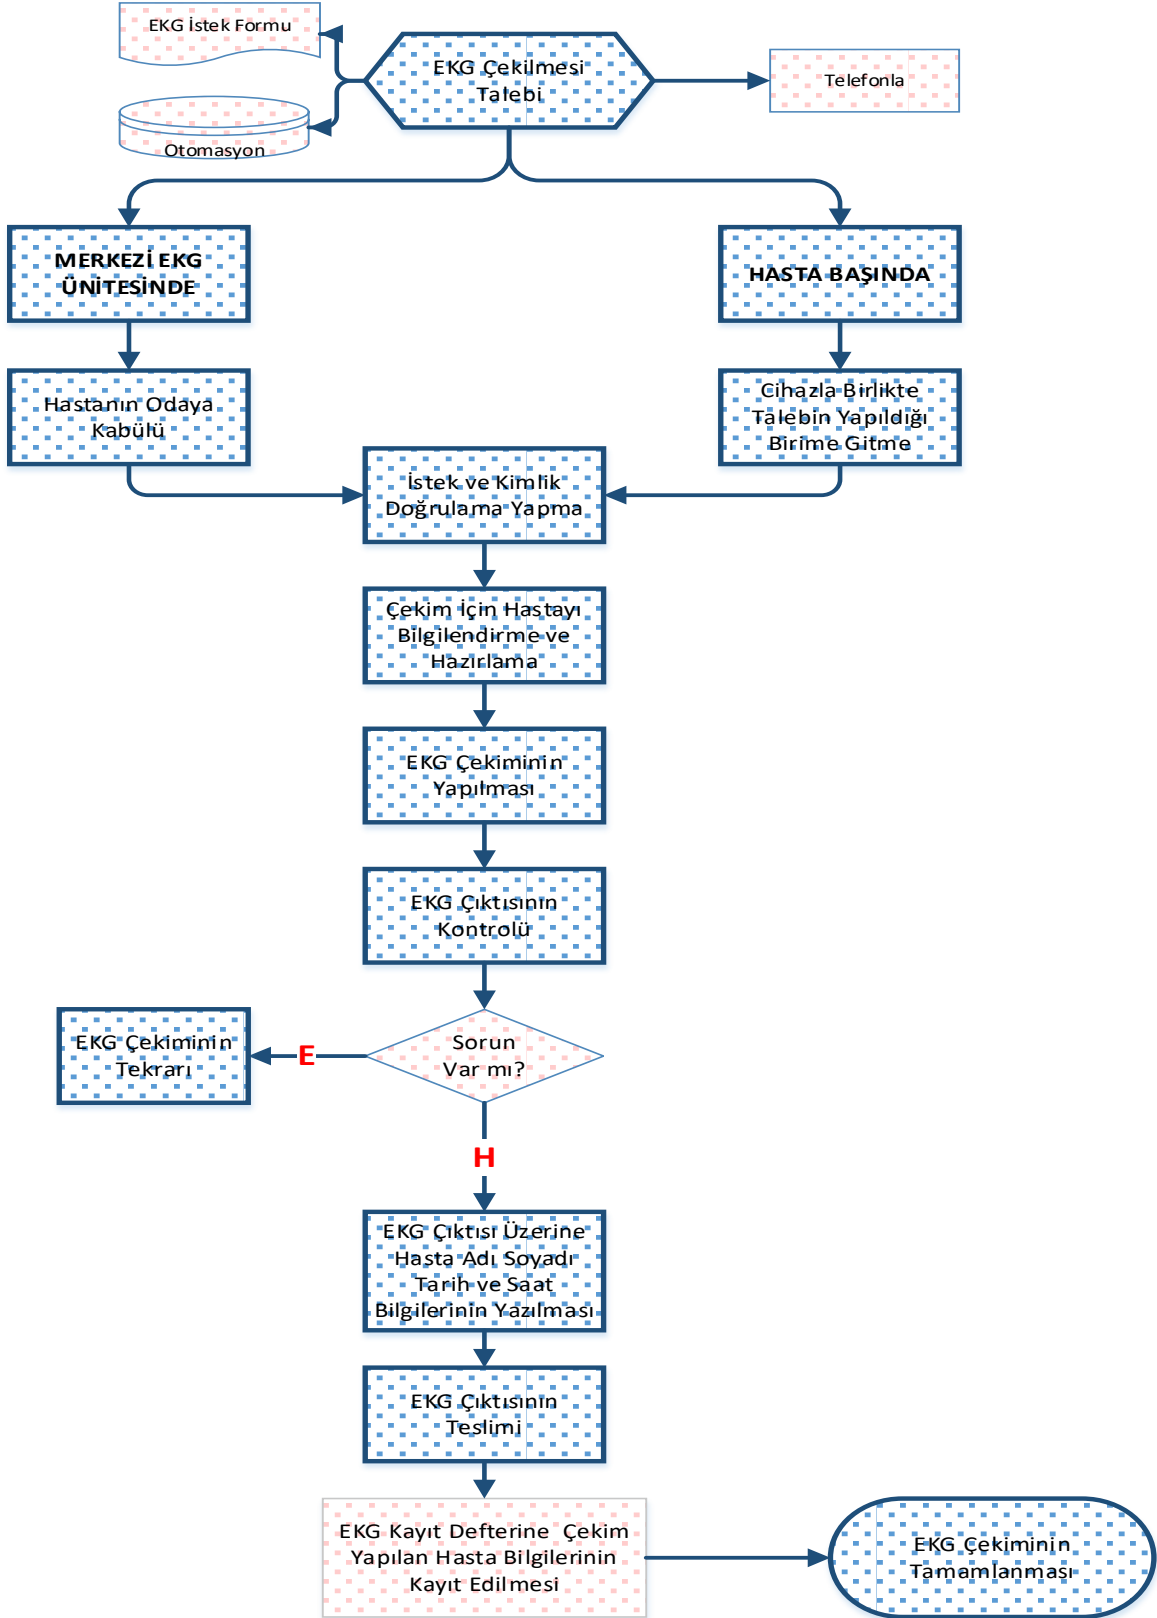 EKG İstek Formu
EKG Çekilmesi
Talebi
Telefonla
Otomasyon
MERKEZİ EKG
ÜNİTESİNDE
HASTA BAŞINDA
Hastanın Odaya
Kabülü
Cihazla Birlikte
Talebin Yapıldığı
Birime Gitme
İstek ve Kimlik
Doğrulama Yapma
Çekim İçin Hastayı
Bilgilendirme ve
Hazırlama
EKG Çekiminin
Yapılması
EKG Çıktısının
Kontrolü
Sorun
Var mı?
E
EKG Çekiminin
Tekrarı
H
EKG Çıktısı Üzerine
Hasta Adı Soyadı
Tarih ve Saat
Bilgilerinin Yazılması
EKG Çıktısının
Teslimi
EKG Kayıt Defterine Çekim
Yapılan Hasta Bilgilerinin
Kayıt Edilmesi
EKG Çekiminin
Tamamlanması